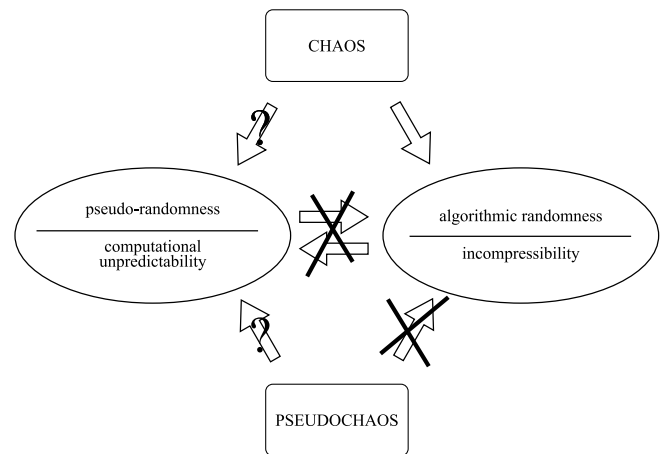 CHAOS
?
pseudo-randomness
computational
unpredictability
algorithmic randomness
incompressibility
?
PSEUDOCHAOS